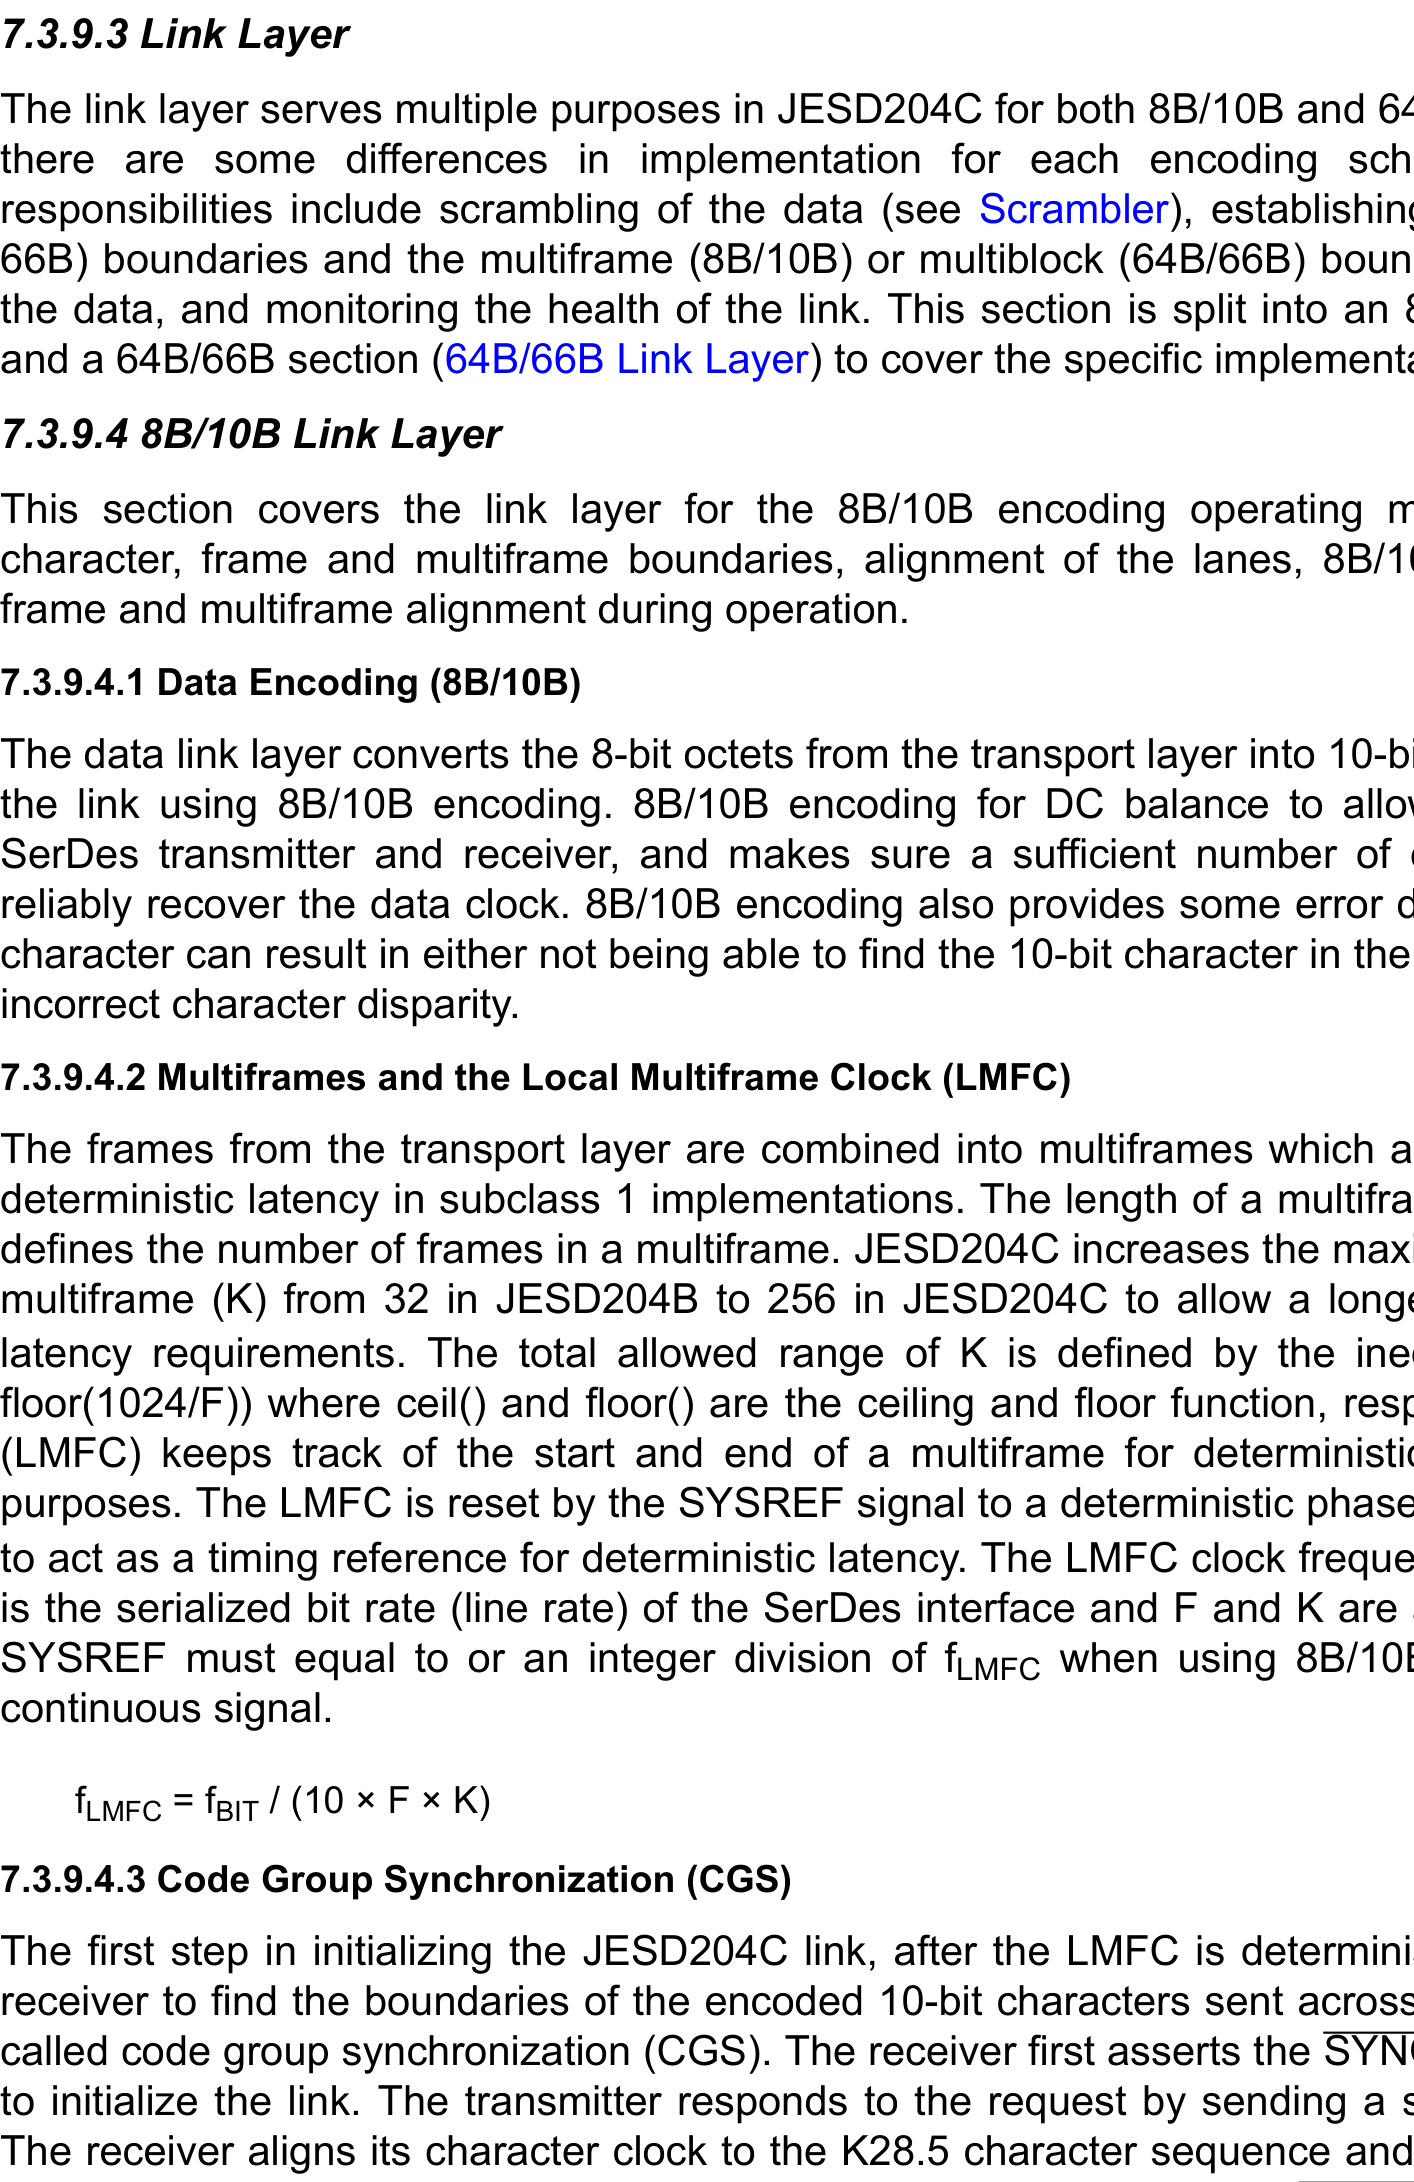 7.3.9.3 Link Layer
The link layer serves multiple purposes in JESD204C for both 8B/10B and 64
there are some differences in implementation for each encoding sch
responsibilities include scrambling of the data (see Scrambler), establishing
66B) boundaries and the multiframe (8B/10B) or multiblock (64B/66B) boun
the data, and monitoring the health of the link. This section is split into an 8
and a 64B/66B section (64B/66B Link Layer) to cover the specific implementa
7.3.9.4 8B/10B Link Layer
This section covers the link layer for the 8B/10B encoding operating m
character, frame and multiframe boundaries, alignment of the lanes, 8B/10
frame and multiframe alignment during operation.
7.3.9.4.1 Data Encoding (8B/10B)
The data link layer converts the 8-bit octets from the transport layer into 10-bi
the link using 8B/10B encoding. 8B/10B encoding for DC balance to allow
SerDes transmitter and receiver, and makes sure a sufficient number of
reliably recover the data clock. 8B/10B encoding also provides some error d
character can result in either not being able to find the 10-bit character in the
incorrect character disparity.
7.3.9.4.2 Multiframes and the Local Multiframe Clock (LMFC)
The frames from the transport layer are combined into multiframes which a
deterministic latency in subclass 1 implementations. The length of a multifra
defines the number of frames in a multiframe. JESD204C increases the maxi
multiframe (K) from 32 in JESD204B to 256 in JESD204C to allow a longe
latency requirements. The total allowed range of K is defined by the ine
floor(1024/F)) where ceil() and floor() are the ceiling and floor function, resp
(LMFC) keeps track of the start and end of a multiframe for deterministic
purposes. The LMFC is reset by the SYSREF signal to a deterministic phase
to act as a timing reference for deterministic latency. The LMFC clock freque
is the serialized bit rate (line rate) of the SerDes interface and F and K are
SYSREF must equal to or an integer division of fLMFC when using 8B/10B
continuous signal.
fLMFC = fBIT / (10 × F × K)
7.3.9.4.3 Code Group Synchronization (CGS)
The first step in initializing the JESD204C link, after the LMFC is determinis
receiver to find the boundaries of the encoded 10-bit characters sent across
called code group synchronization (CGS). The receiver first asserts the SYNC
to initialize the link. The transmitter responds to the request by sending a s
The receiver aligns its character clock to the K28.5 character sequence and